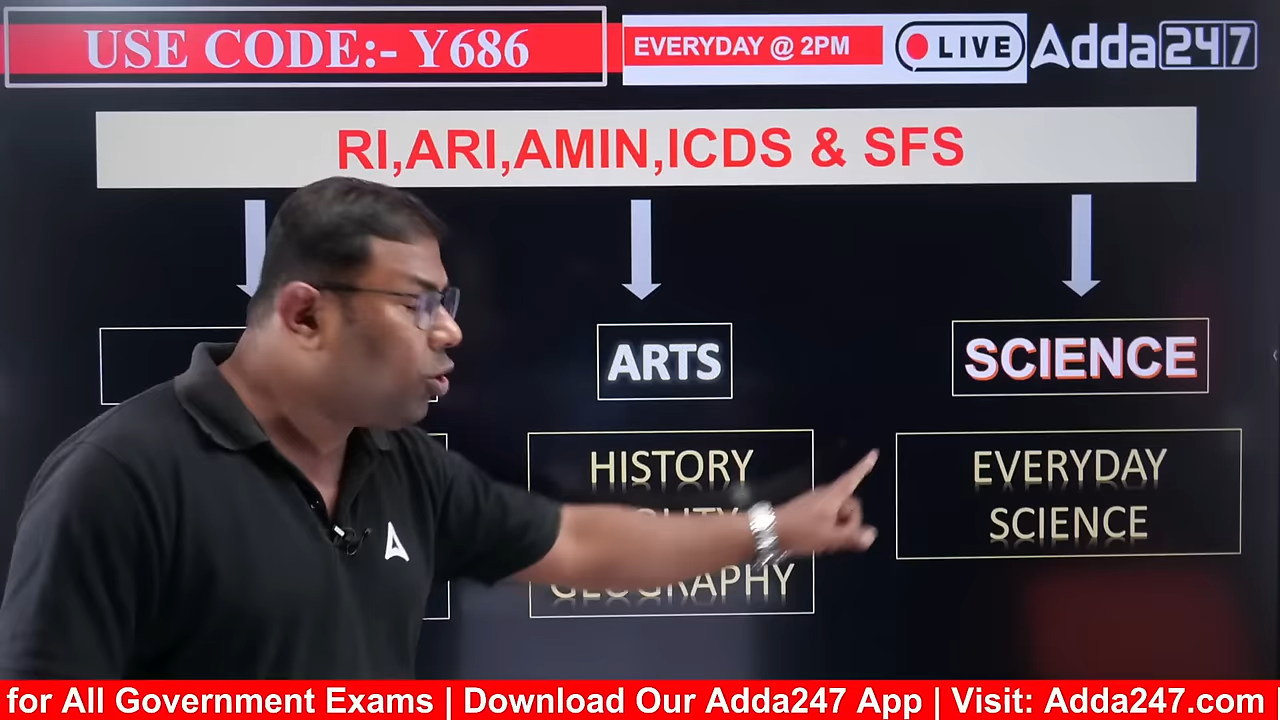 USE CODE:- Y686
EVERYDAY @ 2PM
LIVE
Adda247
RI,ARI,AMIN,ICDS & SFS
ARTS
SCIENCE
HISTORY
GEOGRAPHY
EVERYDAY
SCIENCE
for All Government Exams | Download Our Adda247 App | Visit: Adda247.com